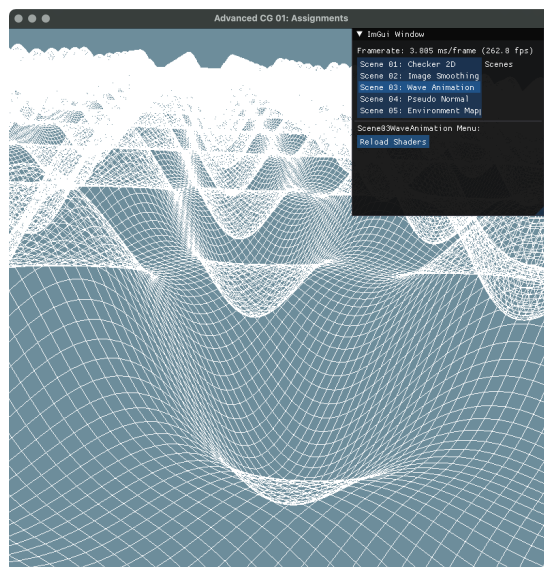 Advanced CG 01: Assignments
▼ ImGui Window
Framerate: 3.805 ms/frame (262.8 fps)
Scene 01: Checker 2D Scenes
Scene 02: Image Smoothing
Scene 03: Wave Animation
Scene 04: Pseudo Normal
Scene 05: Environment Mapp
Scene03WaveAnimation Menu:
Reload Shaders